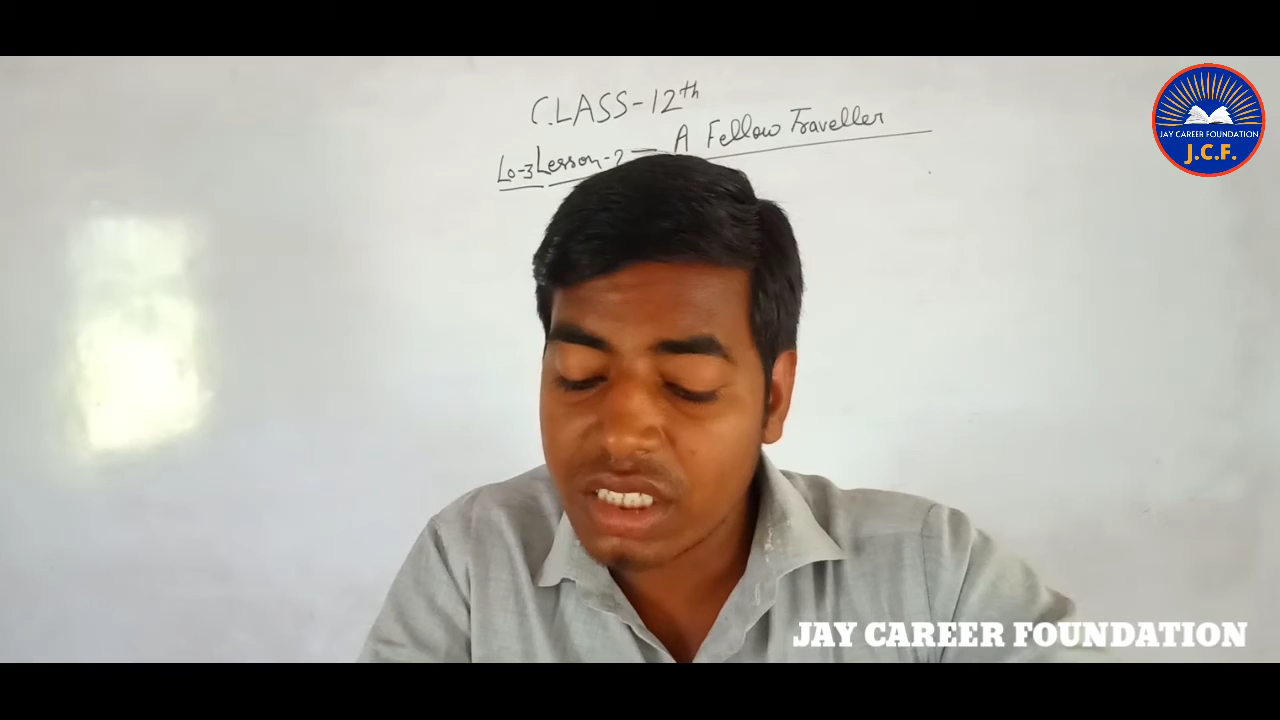 CLASS-12th
Lo-3 Lesson-2 — A Fellow Traveller
JAY CAREER FOUNDATION
J.C.F.
JAY CAREER FOUNDATION